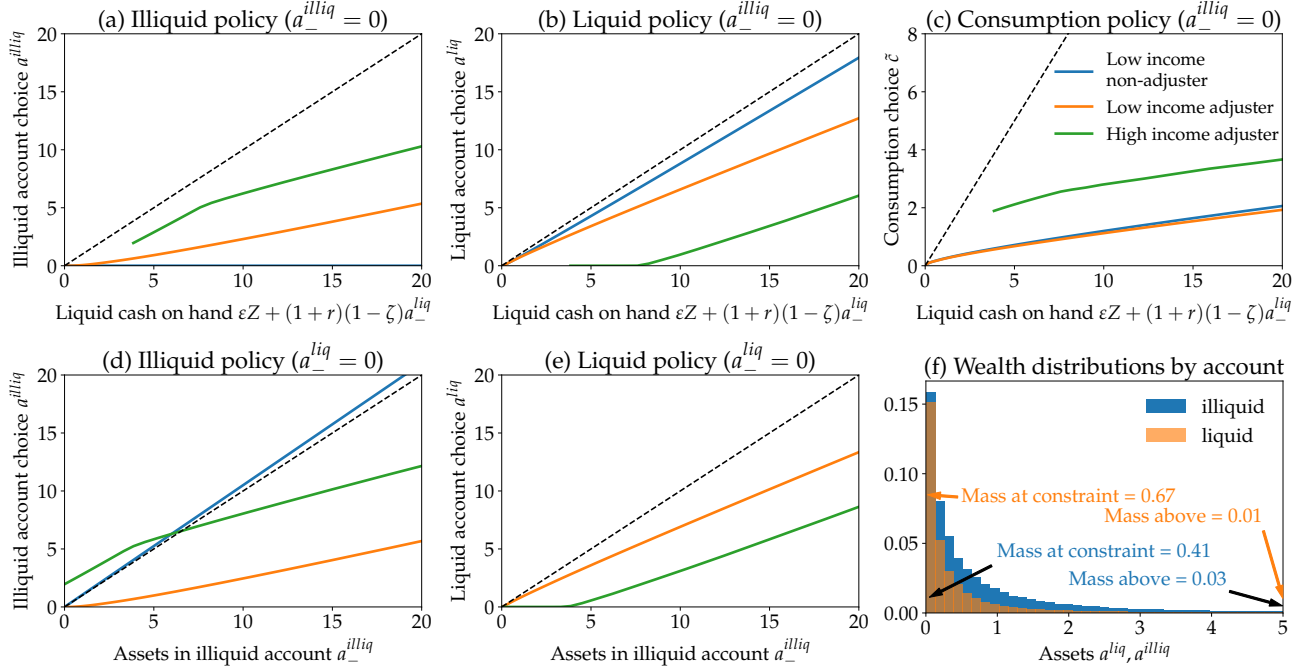 (a) Illiquid policy (a_^{illiq} = 0)
Illiquid account choice a^{illiq}
20
15
10
5
0
0 5 10 15 20
Liquid cash on hand εZ + (1 + r)(1 − ζ)a_^{liq}
(b) Liquid policy (a_^{illiq} = 0)
Liquid account choice a^{liq}
20
15
10
5
0
0 5 10 15 20
Liquid cash on hand εZ + (1 + r)(1 − ζ)a_^{liq}
(c) Consumption policy (a_^{illiq} = 0)
Consumption choice c̃
8
6
4
2
0
Low income
non-adjuster
Low income adjuster
High income adjuster
0 5 10 15 20
Liquid cash on hand εZ + (1 + r)(1 − ζ)a_^{liq}
(d) Illiquid policy (a_^{liq} = 0)
Illiquid account choice a^{illiq}
20
15
10
5
0
0 5 10 15 20
Assets in illiquid account a_^{illiq}
(e) Liquid policy (a_^{liq} = 0)
Liquid account choice a^{liq}
20
15
10
5
0
0 5 10 15 20
Assets in illiquid account a_^{illiq}
(f) Wealth distributions by account
0.15
0.10
0.05
0.00
illiquid
liquid
Mass at constraint = 0.67
Mass above = 0.01
Mass at constraint = 0.41
Mass above = 0.03
0 1 2 3 4 5
Assets a^{liq}, a^{illiq}